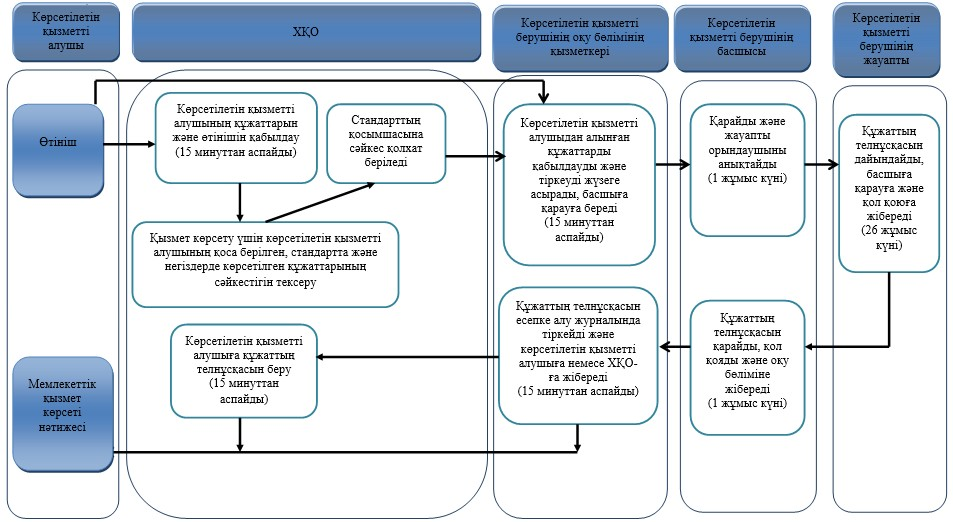 Көрсетілетін
қызметті
алушы
ХҚО
Көрсетілетін қызметті
берушінің оқу бөлімінің
қызметкері
Көрсетілетін
қызметті берушінің
басшысы
Көрсетілетін
қызметті
берушінің
жауапты
Өтініш
Көрсетілетін қызметті
алушының құжаттарын
және өтінішін қабылдау
(15 минуттан аспайды)
Стандарттың
қосымшасына
сәйкес қолхат
беріледі
Қызмет көрсету үшін көрсетілетін қызметті
алушының қоса берілген, стандартта және
негіздерде көрсетілген құжаттарының
сәйкестігін тексеру
Көрсетілетін қызметті
алушыдан алынған
құжаттарды
қабылдауды және
тіркеуді жүзеге
асырады, басшыға
қарауға береді
(15 минуттан
аспайды)
Қарайды және
жауапты
орындаушыны
анықтайды
(1 жұмыс күні)
Құжаттың
телнұсқасын
дайындайды,
басшыға
қарауға және
қол қоюға
жібереді
(26 жұмыс
күні)
Мемлекеттік
қызмет
көрсеті
нәтижесі
Көрсетілетін қызметті
алушыға құжаттың
телнұсқасын беру
(15 минуттан
аспайды)
Құжаттың телнұсқасын
есепке алу журналында
тіркейді және
көрсетілетін қызметті
алушыға немесе ХҚО-
ға жібереді
(15 минуттан аспайды)
Құжаттың
телнұсқасын
қарайды, қол
қояды және оқу
бөліміне
жібереді
(1 жұмыс күні)